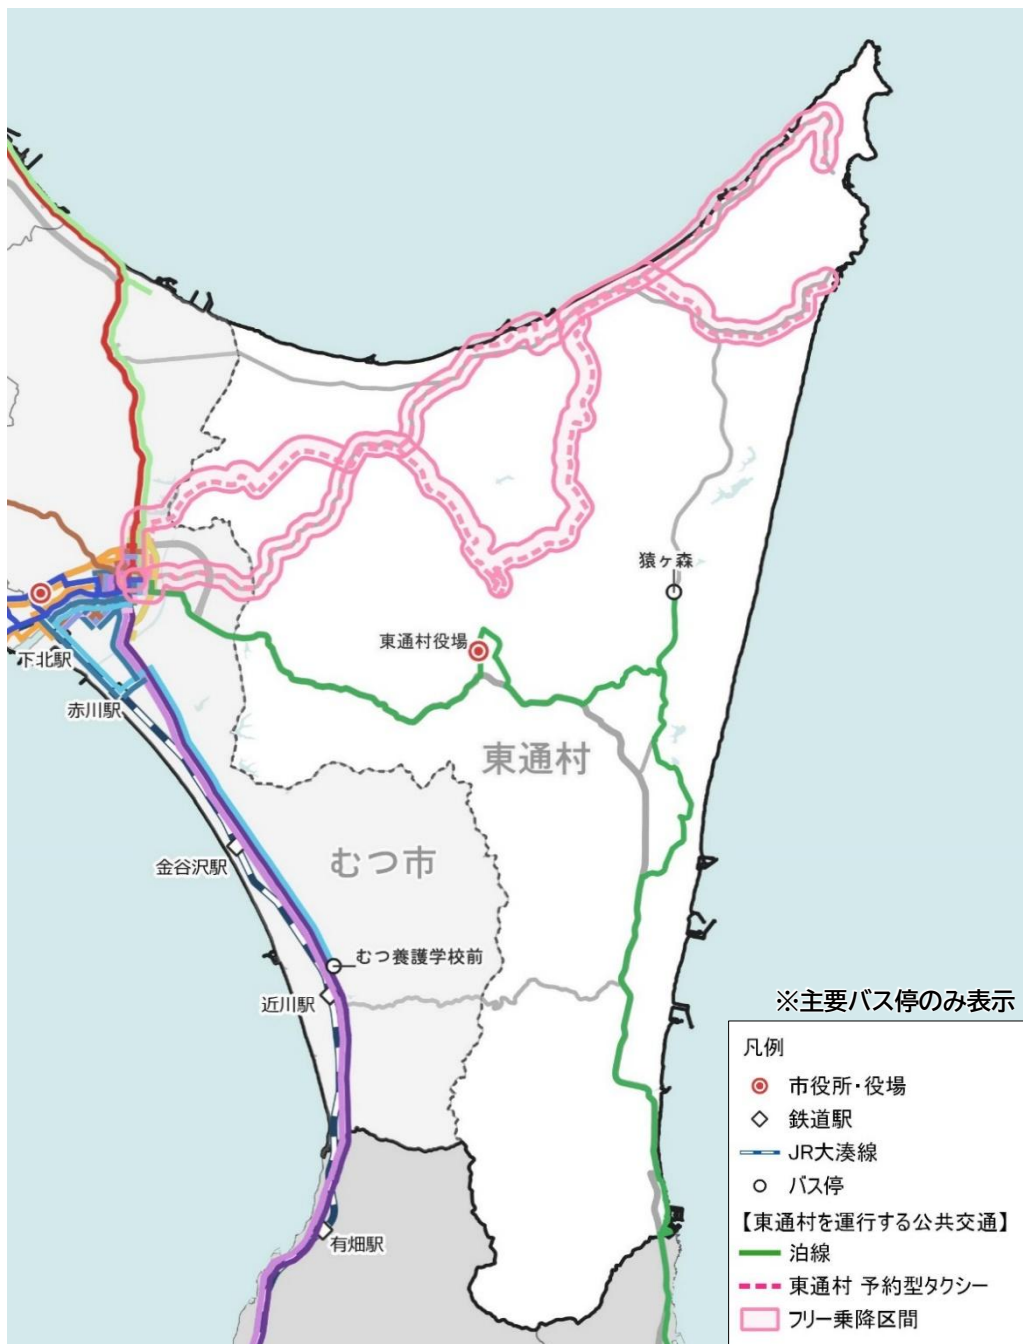 猿ヶ森
東通村役場
下北駅
赤川駅
東通村
金谷沢駅
むつ市
むつ養護学校前
近川駅
※主要バス停のみ表示
凡例
市役所・役場
鉄道駅
JR大湊線
バス停
【東通村を運行する公共交通】
泊線
東通村 予約型タクシー
フリー乗降区間
有畑駅